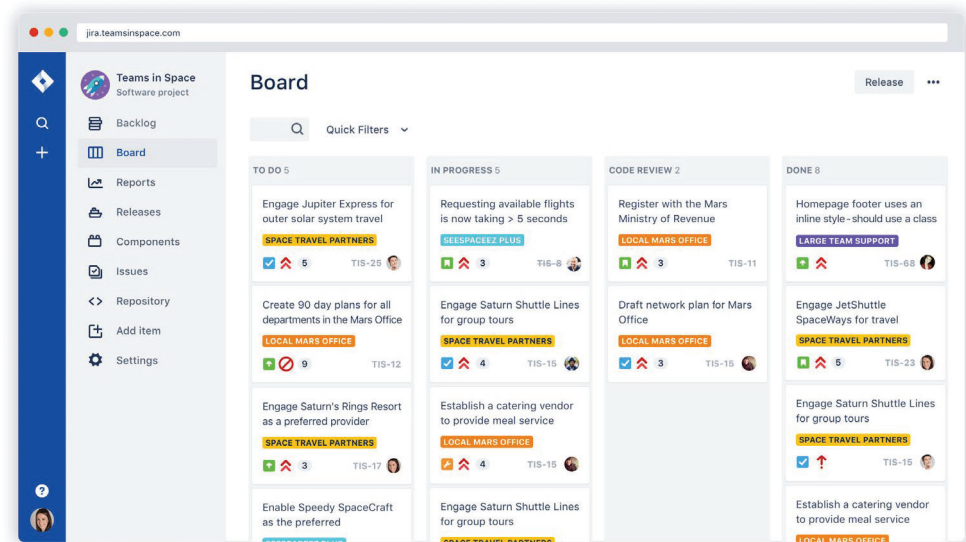 jira.teamsinspace.com
Teams in Space
Software project
Backlog
Board
Reports
Releases
Components
Issues
Repository
Add item
Settings
Board
Release
Quick Filters
TO DO 5
Engage Jupiter Express for
outer solar system travel
SPACE TRAVEL PARTNERS
5 TIS-25
Create 90 day plans for all
departments in the Mars Office
LOCAL MARS OFFICE
9 TIS-12
Engage Saturn's Rings Resort
as a preferred provider
SPACE TRAVEL PARTNERS
3 TIS-17
Enable Speedy SpaceCraft
as the preferred
IN PROGRESS 5
Requesting available flights
is now taking > 5 seconds
SEESPACEEZ PLUS
3 TIS-8
Engage Saturn Shuttle Lines
for group tours
SPACE TRAVEL PARTNERS
4 TIS-15
Establish a catering vendor
to provide meal service
LOCAL MARS OFFICE
4 TIS-15
Engage Saturn Shuttle Lines
for group tours
SPACE TRAVEL PARTNERS
CODE REVIEW 2
Register with the Mars
Ministry of Revenue
LOCAL MARS OFFICE
3 TIS-11
Draft network plan for Mars
Office
LOCAL MARS OFFICE
3 TIS-15
DONE 8
Homepage footer uses an
inline style-should use a class
LARGE TEAM SUPPORT
TIS-68
Engage JetShuttle
SpaceWays for travel
SPACE TRAVEL PARTNERS
5 TIS-23
Engage Saturn Shuttle Lines
for group tours
SPACE TRAVEL PARTNERS
TIS-15
Establish a catering vendor
to provide meal service
LOCAL MARS OFFICE
?